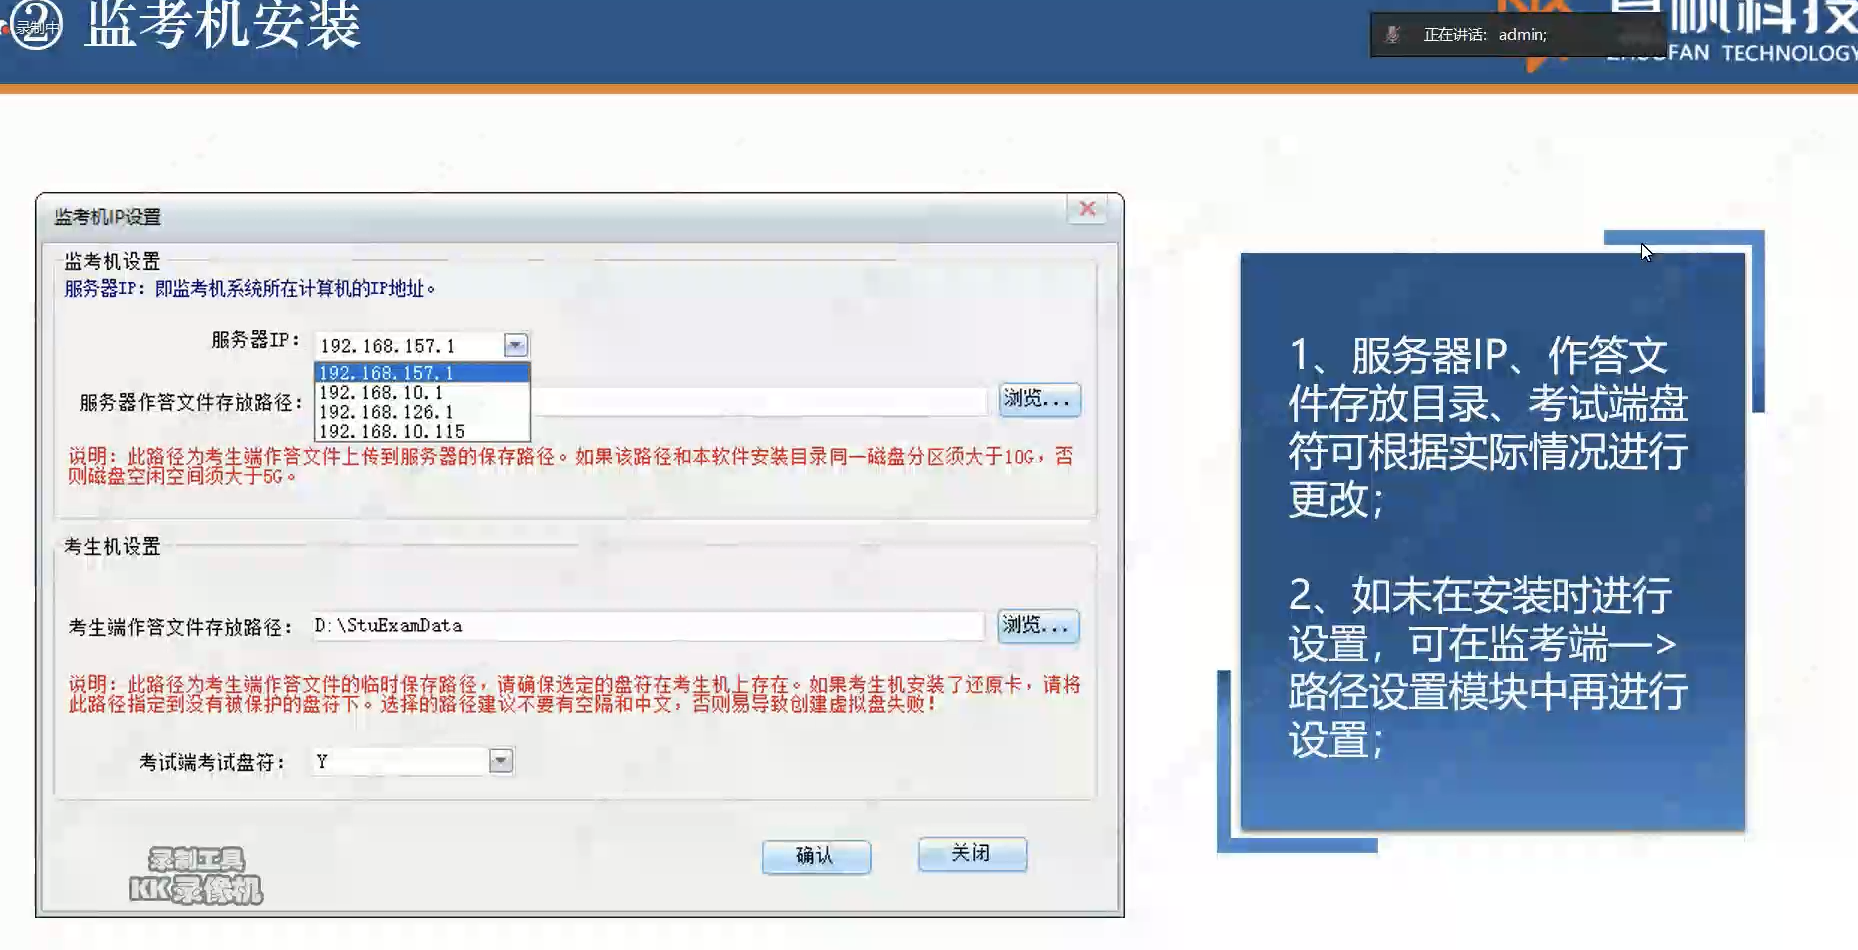 ② 监考机安装
录制中
正在讲话: admin;
FAN TECHNOLOGY
监考机IP设置
监考机设置
服务器IP: 即监考机系统所在计算机的IP地址。
服务器IP: 192.168.157.1
192.168.157.1
192.168.10.1
192.168.126.1
192.168.10.115
服务器作答文件存放路径: 浏览...
说明: 此路径为考生端作答文件上传到服务器的保存路径。如果该路径和本软件安装目录同一磁盘分区须大于10G, 否
则磁盘空闲空间须大于5G。
考生机设置
考生端作答文件存放路径: D:\StuExamData 浏览...
说明: 此路径为考生端作答文件的临时保存路径, 请确保选定的盘符在考生机上存在。如果考生机安装了还原卡, 请将
此路径指定到没有被保护的盘符下。选择的路径建议不要有空隔和中文, 否则易导致创建虚拟盘失败!
考试端考试盘符: Y
确认 关闭
录制工具
KK录像机
1、服务器IP、作答文
件存放目录、考试端盘
符可根据实际情况进行
更改;
2、如未在安装时进行
设置, 可在监考端—>
路径设置模块中再进行
设置;